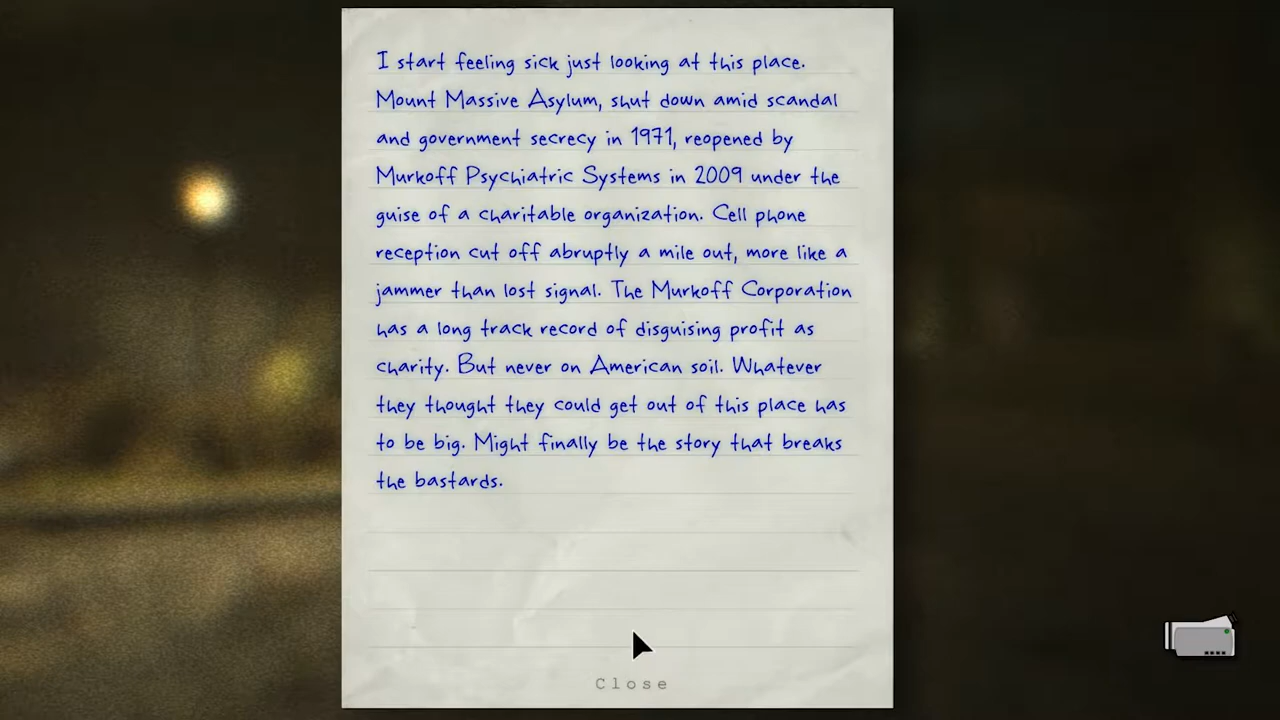 I start feeling sick just looking at this place.
Mount Massive Asylum, shut down amid scandal
and government secrecy in 1971, reopened by
Murkoff Psychiatric Systems in 2009 under the
guise of a charitable organization. Cell phone
reception cut off abruptly a mile out, more like a
jammer than lost signal. The Murkoff Corporation
has a long track record of disguising profit as
charity. But never on American soil. Whatever
they thought they could get out of this place has
to be big. Might finally be the story that breaks
the bastards.
Close